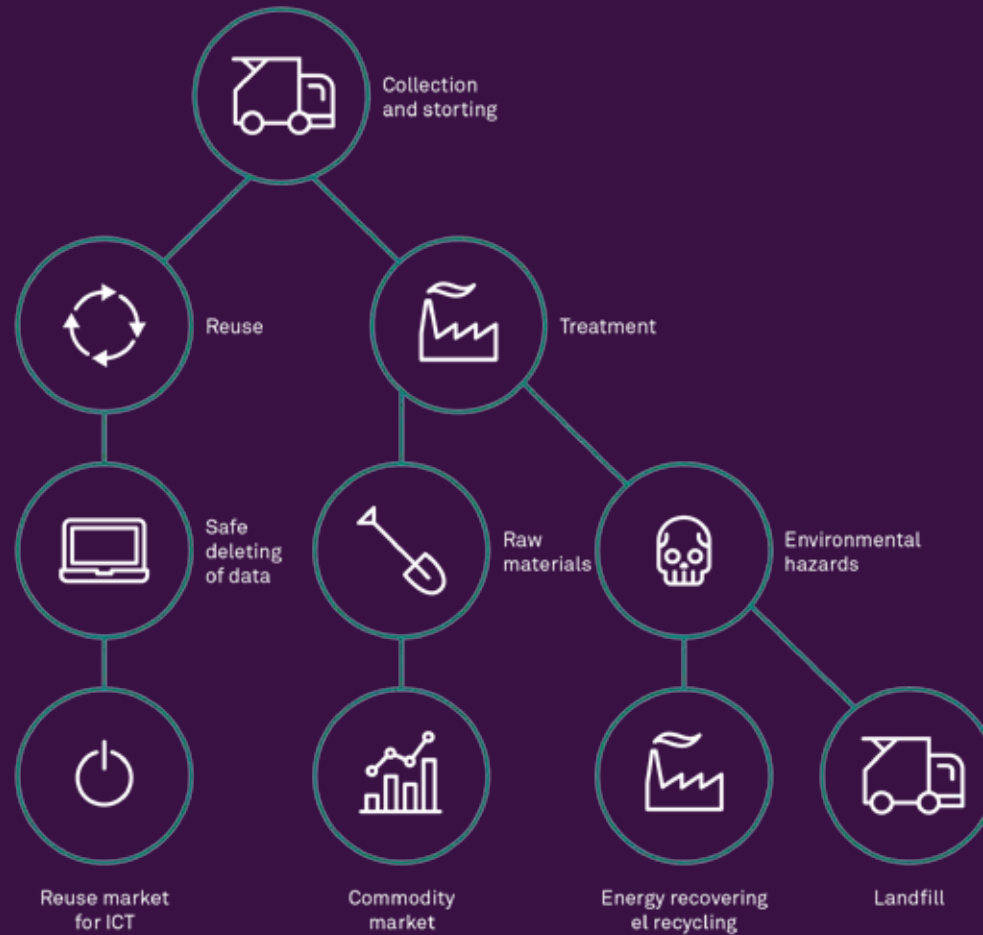 Collection
and storting
Reuse
Treatment
Safe
deleting
of data
Raw
materials
Environmental
hazards
Reuse market
for ICT
Commodity
market
Energy recovering
el recycling
Landfill